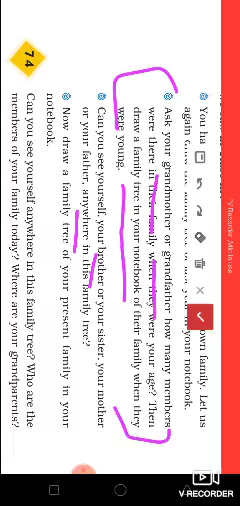 V Recorder, Mic in use
You ha own family. Let us
again your notebook.
Ask your grandmother or grandfather how many members
were there in their family when they were your age? Then
draw a family tree in your notebook of their family when they
were young.
Can you see yourself, your brother or your sister, your mother
or your father, anywhere in this family tree?
Now draw a family tree of your present family in your
notebook.
Can you see yourself anywhere in this family tree? Who are the
members of your family today? Where are your grandparents?
74
V-RECORDER